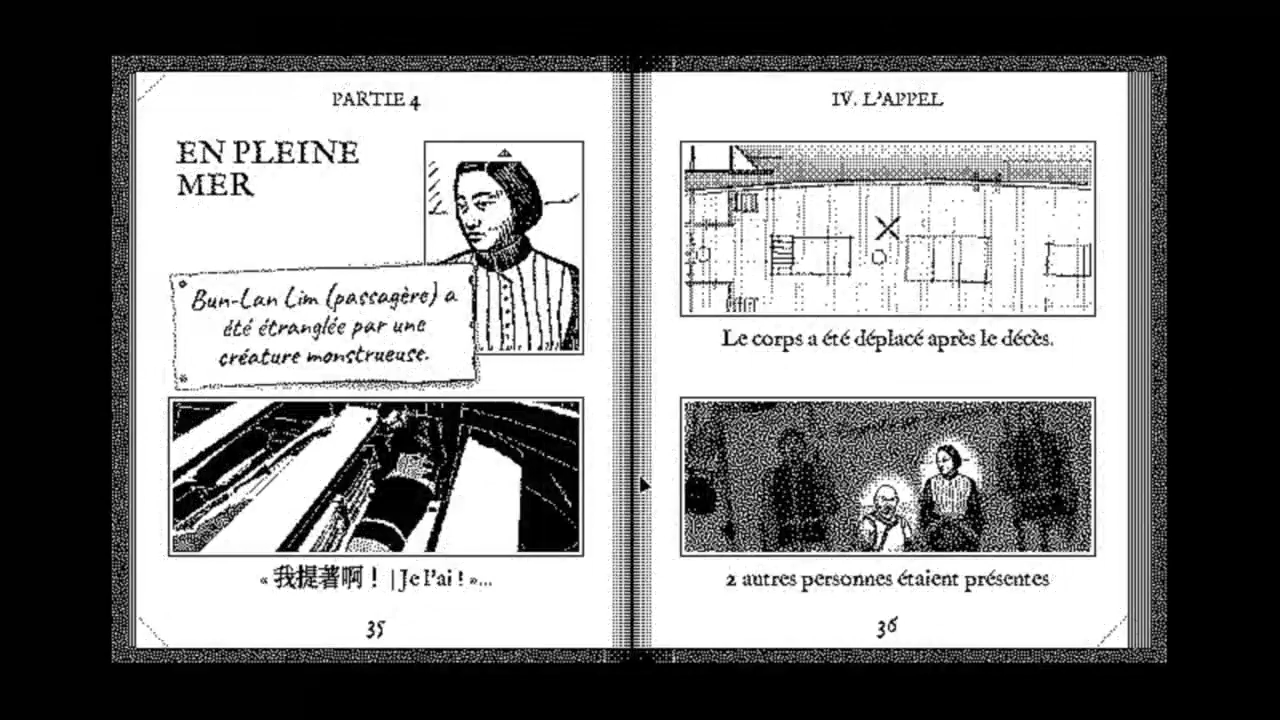 PARTIE 4
EN PLEINE
MER
Bun-Lan Lim (passagère) a
été étranglée par une
créature monstrueuse.
« 我提著啊！ | Je l'ai ! »...
35
IV. L'APPEL
Le corps a été déplacé après le décès.
2 autres personnes étaient présentes
36